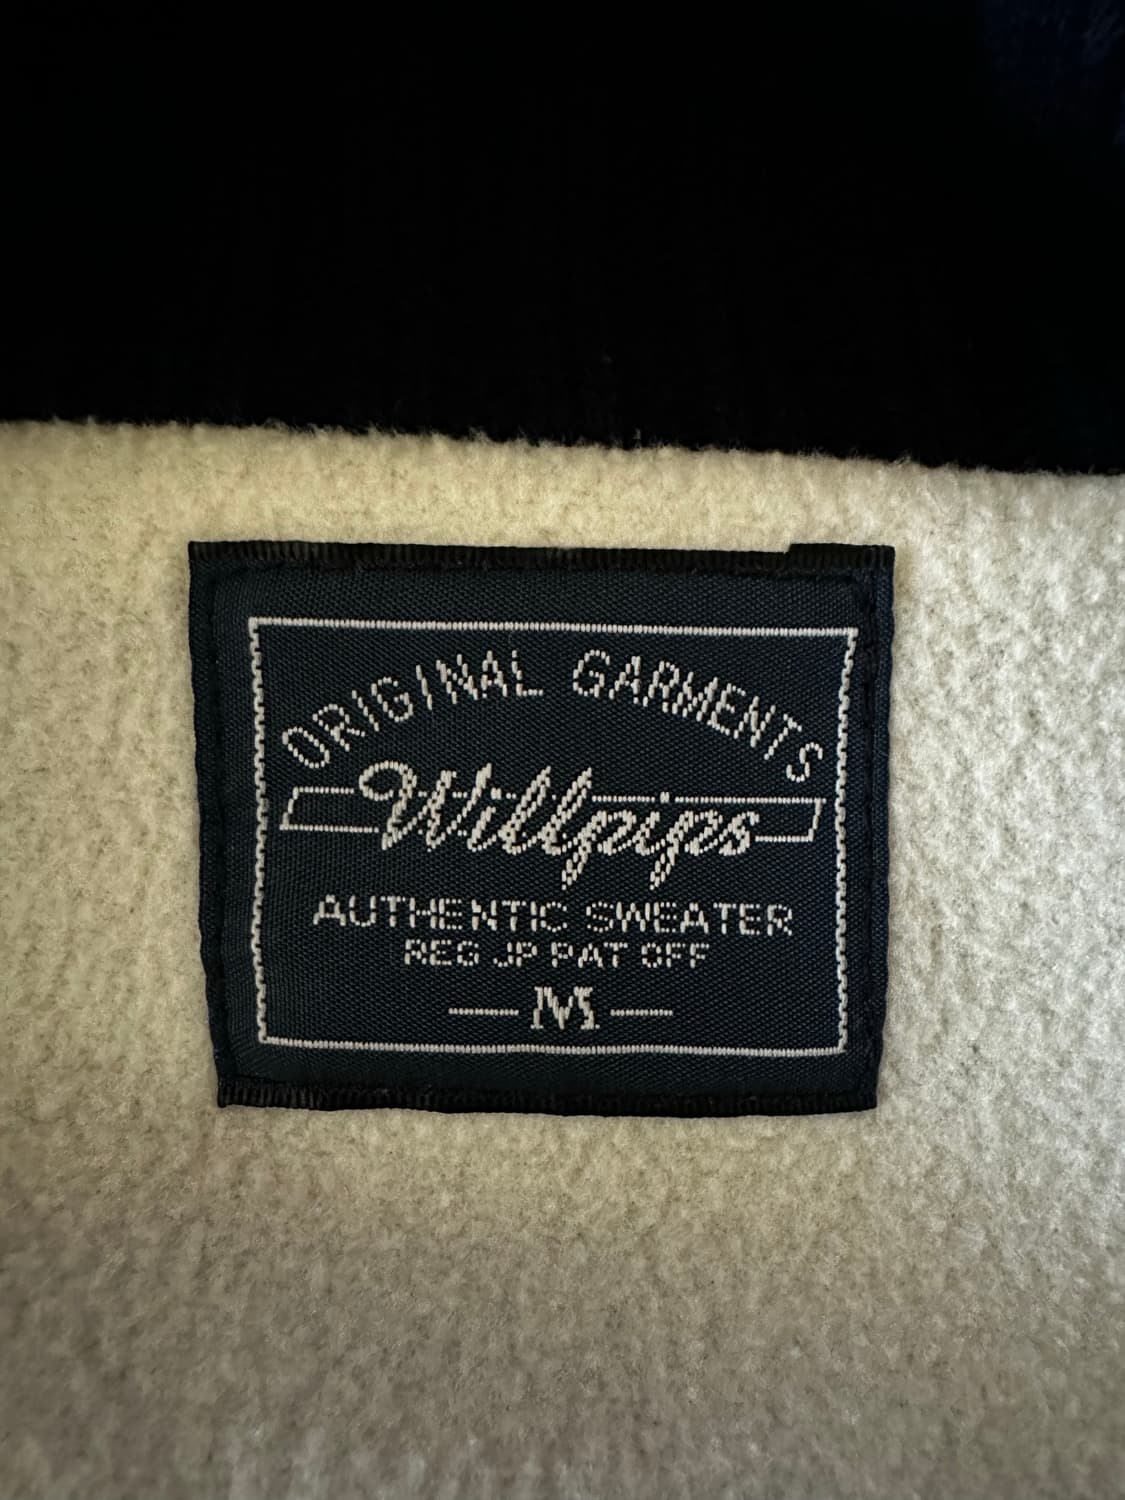 ORIGINAL GARMENTS
Willpips
AUTHENTIC SWEATER
REG JP PAT OFF
M